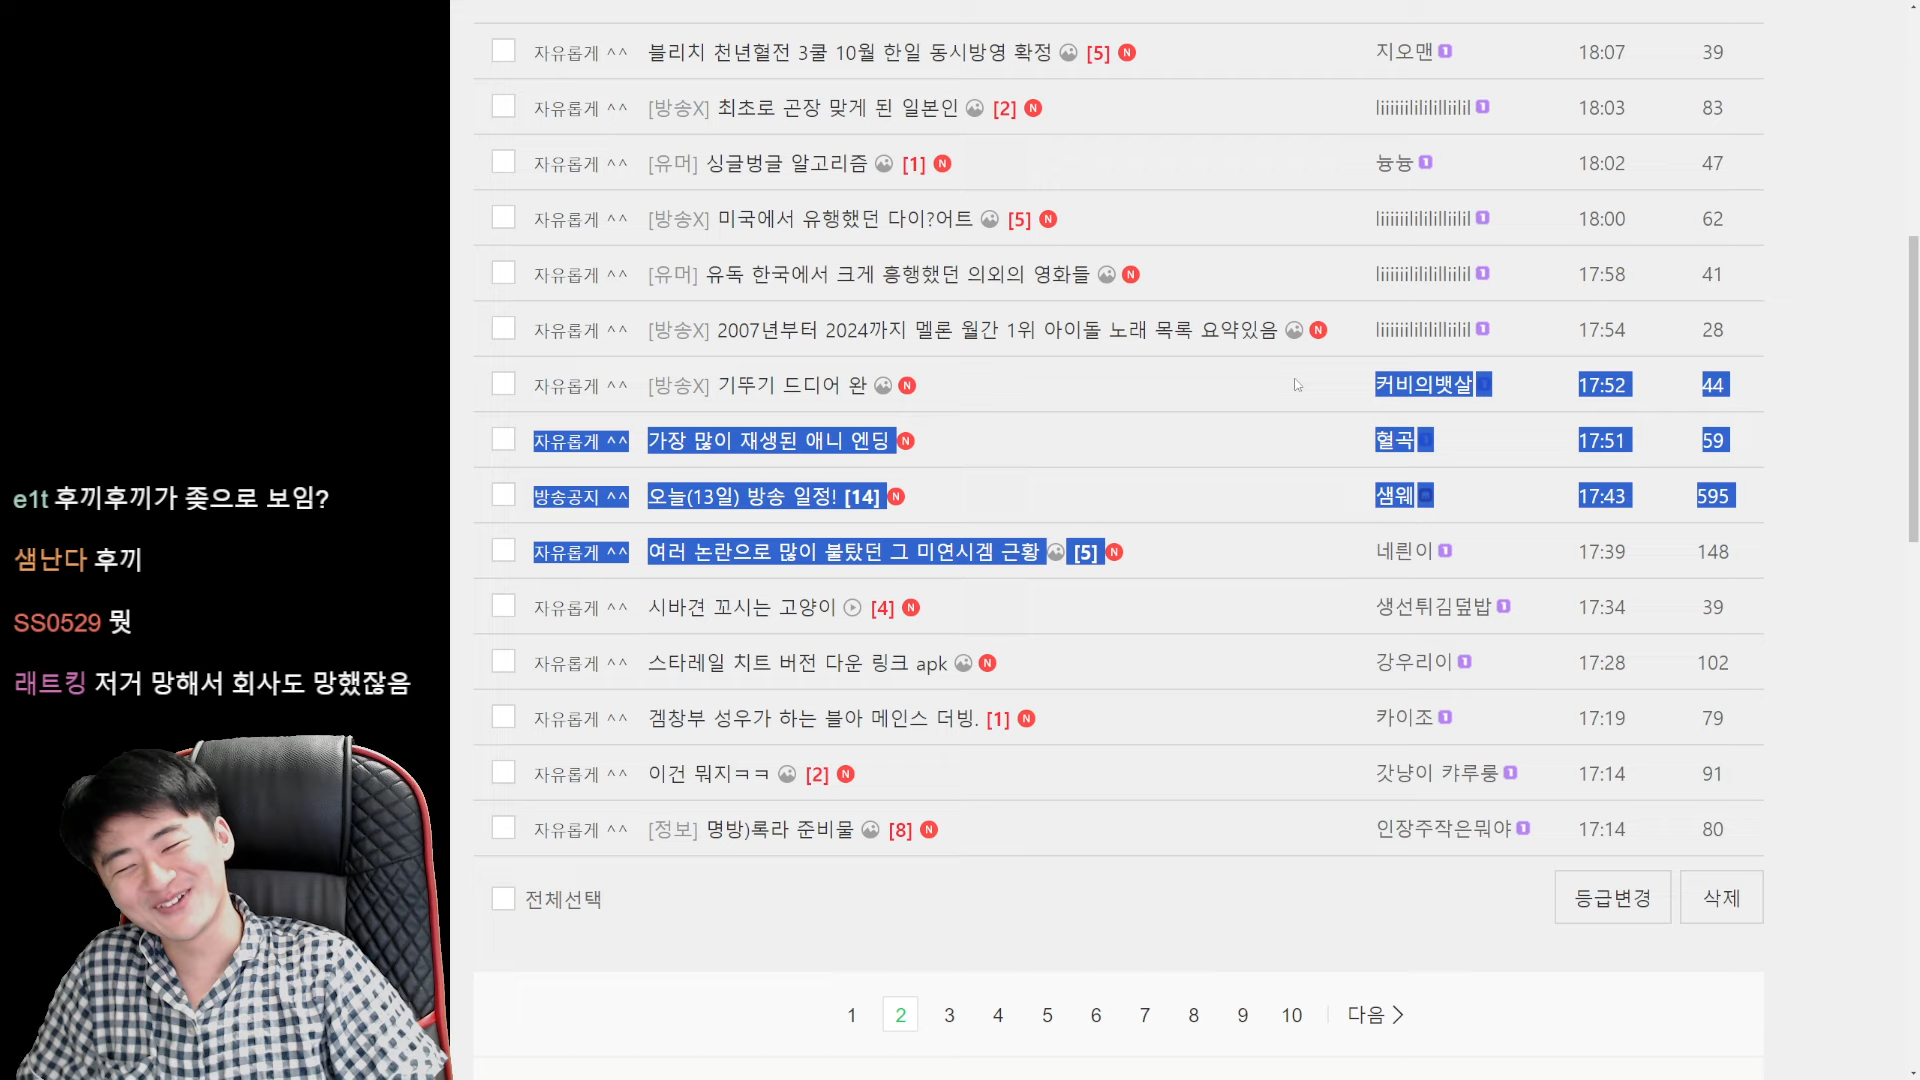 자유롭게 ^^ 블리치 천년혈전 3쿨 10월 한일 동시방영 확정 [5] N 지오맨 1 18:07 39
자유롭게 ^^ [방송X] 최초로 곤장 맞게 된 일본인 [2] N 1 18:03 83
자유롭게 ^^ [유머] 싱글벙글 알고리즘 [1] N 늉늉 1 18:02 47
자유롭게 ^^ [방송X] 미국에서 유행했던 다이?어트 [5] N 1 18:00 62
자유롭게 ^^ [유머] 유독 한국에서 크게 흥행했던 의외의 영화들 N 1 17:58 41
자유롭게 ^^ [방송X] 2007년부터 2024까지 멜론 월간 1위 아이돌 노래 목록 요약있음 N 1 17:54 28
자유롭게 ^^ [방송X] 기뚜기 드디어 완 N 커비의뱃살 17:52 44
자유롭게 ^^ 가장 많이 재생된 애니 엔딩 N 혈곡 17:51 59
방송공지 ^^ 오늘(13일) 방송 일정! [14] N 샘웨 17:43 595
자유롭게 ^^ 여러 논란으로 많이 불탔던 그 미연시겜 근황 [5] N 네린이 1 17:39 148
자유롭게 ^^ 시바견 꼬시는 고양이 [4] N 생선튀김덮밥 1 17:34 39
자유롭게 ^^ 스타레일 치트 버전 다운 링크 apk N 강우리이 1 17:28 102
자유롭게 ^^ 겜창부 성우가 하는 블아 메인스 더빙. [1] N 카이조 1 17:19 79
자유롭게 ^^ 이건 뭐지ㅋㅋ [2] N 갓냥이 캬루룽 1 17:14 91
자유롭게 ^^ [정보] 명방)록라 준비물 [8] N 인장주작은뭐야 1 17:14 80
전체선택 등급변경 삭제
1 2 3 4 5 6 7 8 9 10 다음 >
e1t 후끼후끼가 좆으로 보임?
샘난다 후끼
SS0529 뭣
래트킹 저거 망해서 회사도 망했잖음